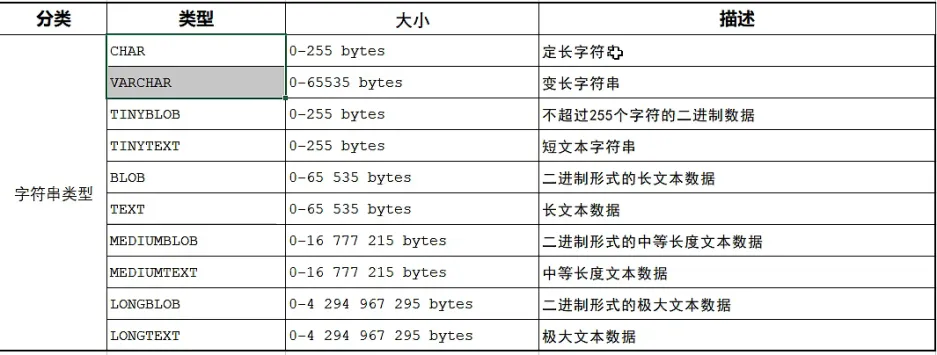 分类 类型 大小 描述
CHAR 0-255 bytes 定长字符
VARCHAR 0-65535 bytes 变长字符串
TINYBLOB 0-255 bytes 不超过255个字符的二进制数据
TINYTEXT 0-255 bytes 短文本字符串
BLOB 0-65 535 bytes 二进制形式的长文本数据
字符串类型
TEXT 0-65 535 bytes 长文本数据
MEDIUMBLOB 0-16 777 215 bytes 二进制形式的中等长度文本数据
MEDIUMTEXT 0-16 777 215 bytes 中等长度文本数据
LONGBLOB 0-4 294 967 295 bytes 二进制形式的极大文本数据
LONGTEXT 0-4 294 967 295 bytes 极大文本数据